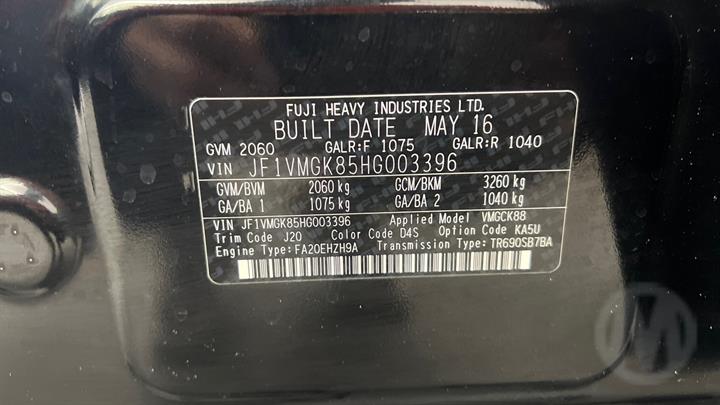 FUJI HEAVY INDUSTRIES LTD.
BUILT DATE MAY 16
GVM 2060 GALR:F 1075 GALR:R 1040
VIN JF1VMGK85HG003396
GVM/BVM 2060 kg GCM/BKM 3260 kg
GA/BA 1 1075 kg GA/BA 2 1040 kg
VIN JF1VMGK85HG003396 Applied Model VMGCK88
Trim Code J20 Color Code D4S Option Code KA5U
Engine Type:FA20EHZH9A Transmission Type:TR690SB7BA